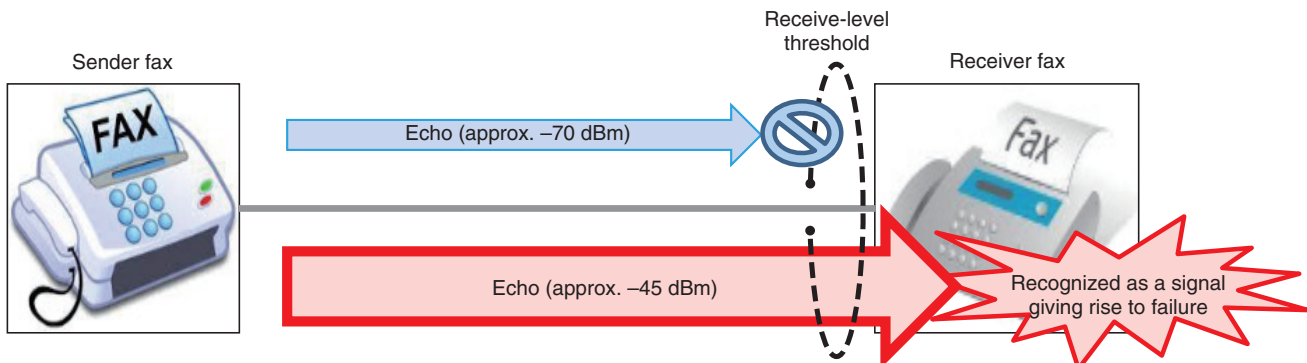 Receive-level
threshold
Sender fax
Receiver fax
FAX
Fax
Echo (approx. –70 dBm)
Echo (approx. –45 dBm)
Recognized as a signal
giving rise to failure